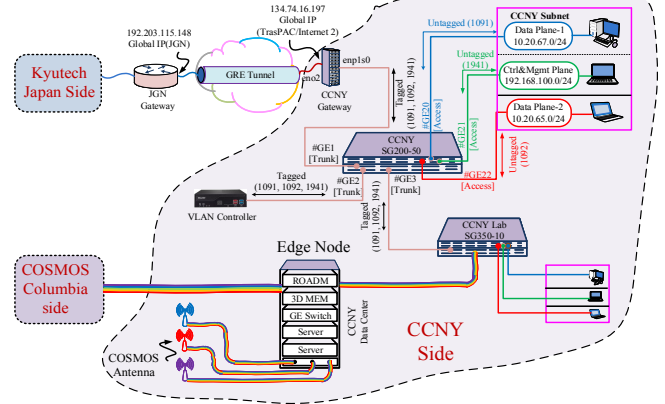 134.74.16.197
Global IP
(TrasPAC/Internet 2)
192.203.115.148
Global IP(JGN)
Kyutech
Japan Side
JGN
Gateway
GRE Tunnel
eno2
enp1s0
CCNY
Gateway
Untagged (1091)
Untagged
(1941)
CCNY Subnet
Data Plane-1
10.20.67.0/24
Ctrl&Mgmt Plane
192.168.100.0/24
Data Plane-2
10.20.65.0/24
Tagged
(1091, 1092, 1941)
#GE20
[Access]
#GE21
[Access]
#GE1
[Trunk]
CCNY
SG200-50
Untagged
(1092)
#GE22
[Access]
Tagged
(1091, 1092, 1941)
#GE2
[Trunk]
#GE3
[Trunk]
VLAN Controller
Tagged
(1091, 1092, 1941)
CCNY Lab
SG350-10
COSMOS
Columbia
side
Edge Node
ROADM
3D MEM
GE Switch
Server
Server
CCNY
Data Center
COSMOS
Antenna
CCNY
Side